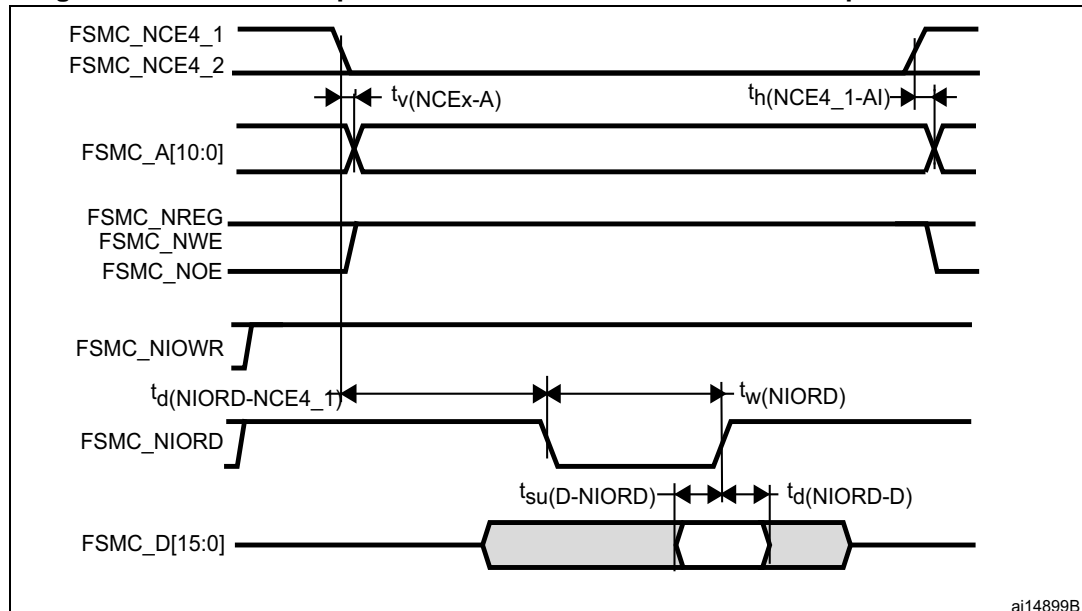 FSMC_NCE4_1
FSMC_NCE4_2
tv(NCEx-A)
th(NCE4_1-AI)
FSMC_A[10:0]
FSMC_NREG
FSMC_NWE
FSMC_NOE
FSMC_NIOWR
td(NIORD-NCE4_1)
tw(NIORD)
FSMC_NIORD
tsu(D-NIORD)
td(NIORD-D)
FSMC_D[15:0]
ai14899B